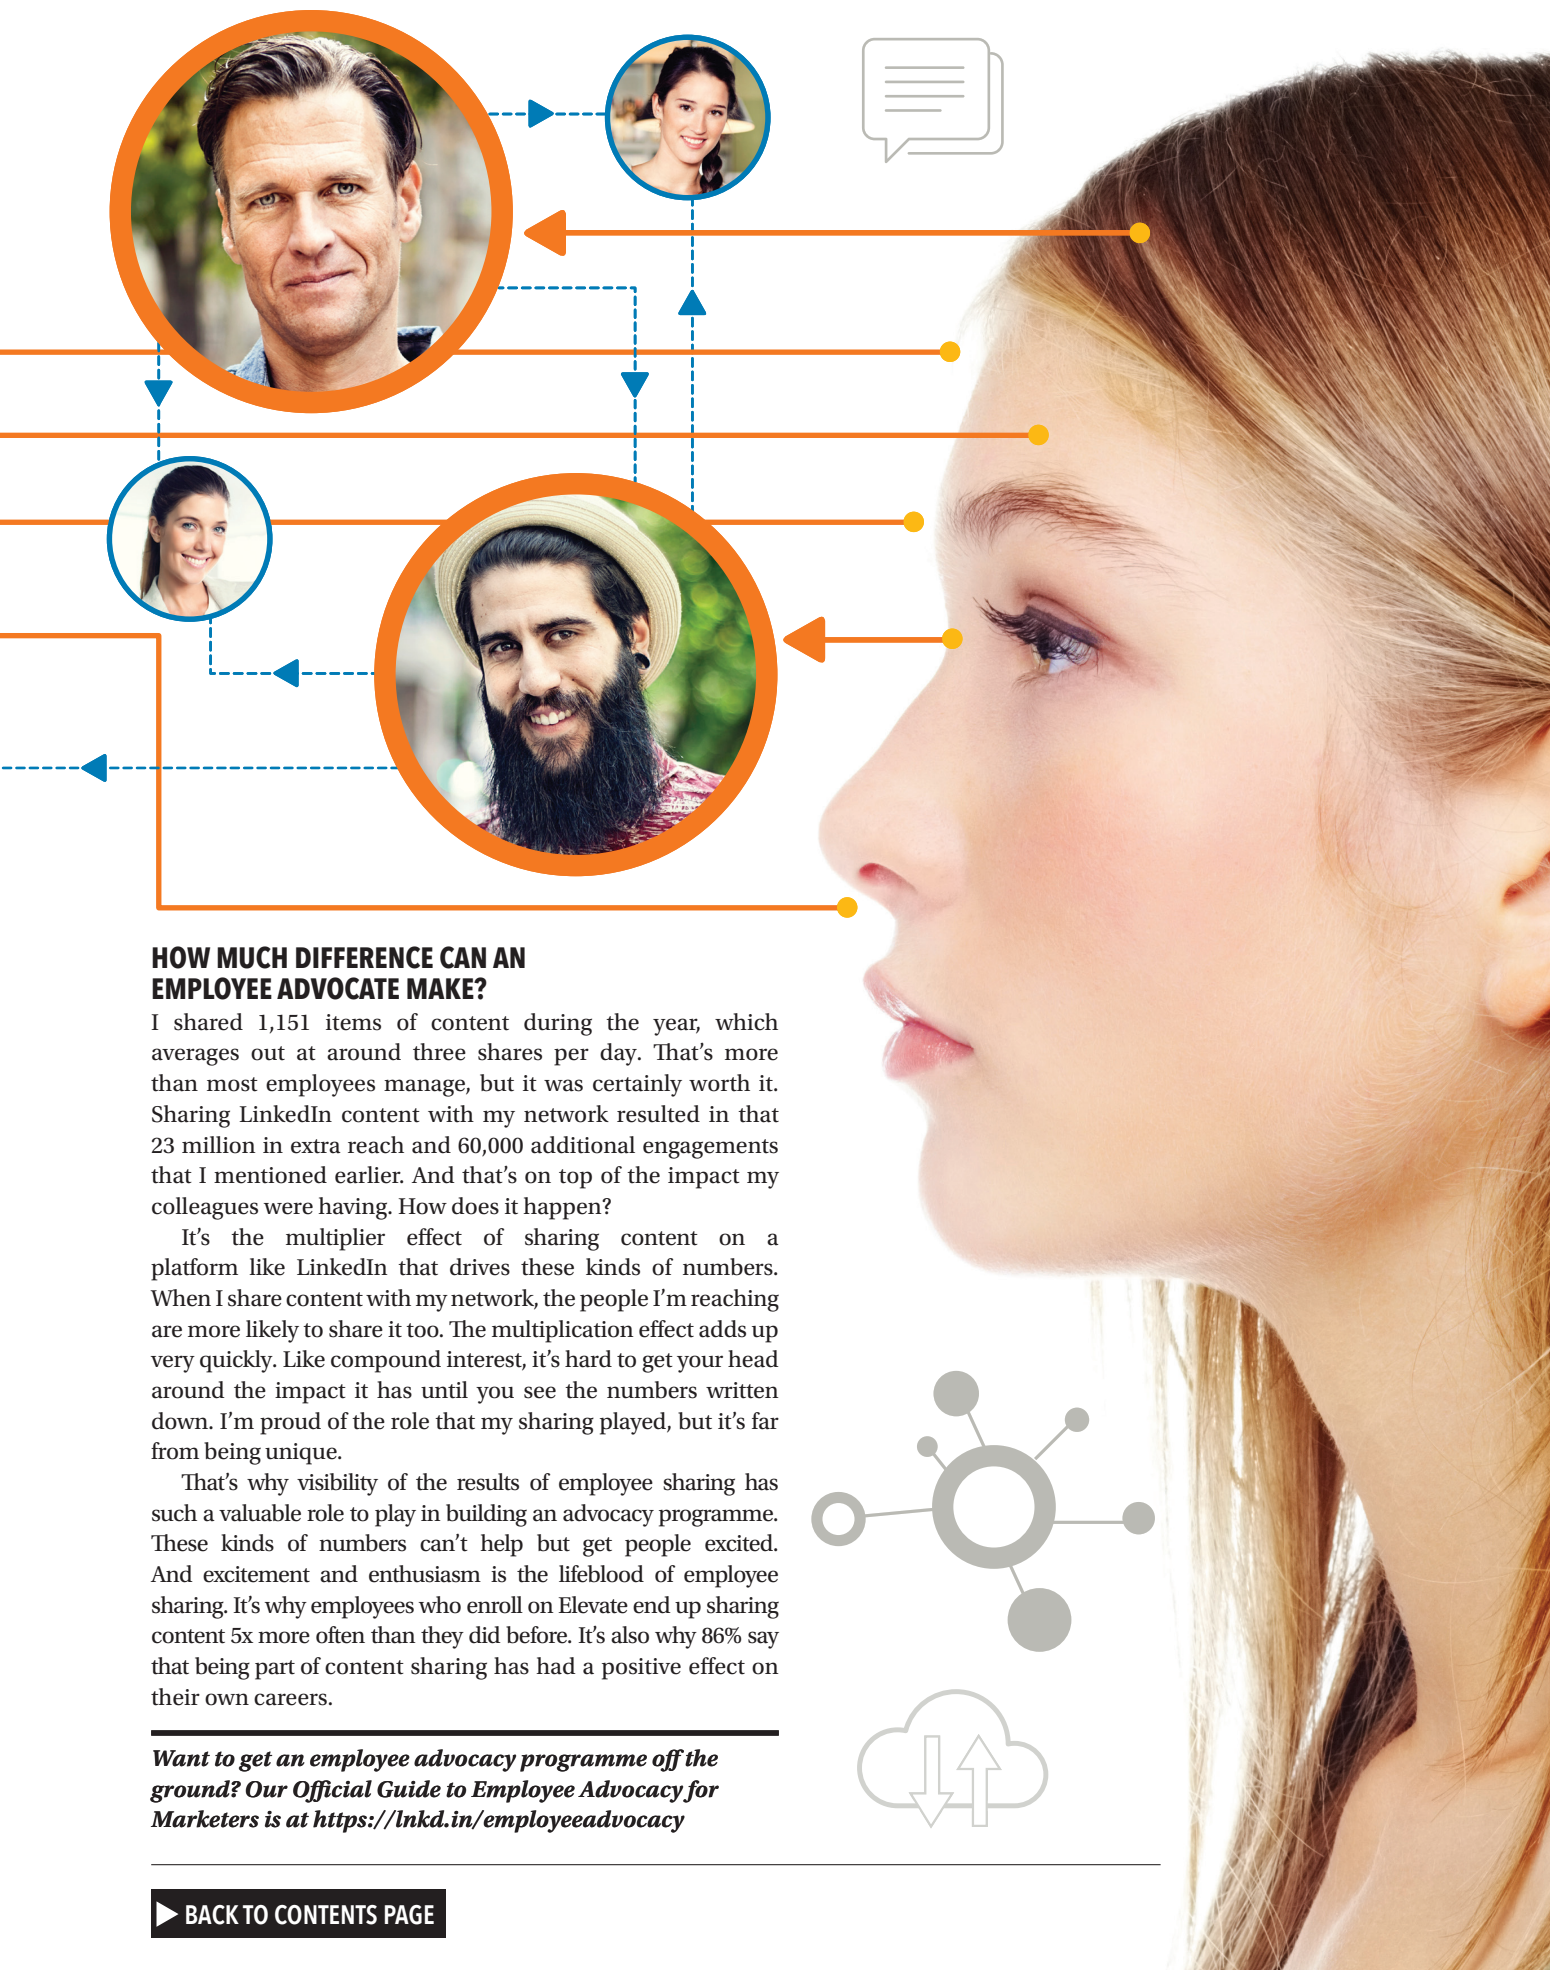 HOW MUCH DIFFERENCE CAN AN
EMPLOYEE ADVOCATE MAKE?
I shared 1,151 items of content during the year, which
averages out at around three shares per day. That’s more
than most employees manage, but it was certainly worth it.
Sharing LinkedIn content with my network resulted in that
23 million in extra reach and 60,000 additional engagements
that I mentioned earlier. And that’s on top of the impact my
colleagues were having. How does it happen?
It’s the multiplier effect of sharing content on a
platform like LinkedIn that drives these kinds of numbers.
When I share content with my network, the people I’m reaching
are more likely to share it too. The multiplication effect adds up
very quickly. Like compound interest, it’s hard to get your head
around the impact it has until you see the numbers written
down. I’m proud of the role that my sharing played, but it’s far
from being unique.
That’s why visibility of the results of employee sharing has
such a valuable role to play in building an advocacy programme.
These kinds of numbers can’t help but get people excited.
And excitement and enthusiasm is the lifeblood of employee
sharing. It’s why employees who enroll on Elevate end up sharing
content 5x more often than they did before. It’s also why 86% say
that being part of content sharing has had a positive effect on
their own careers.
Want to get an employee advocacy programme off the
ground? Our Official Guide to Employee Advocacy for
Marketers is at https://lnkd.in/employeeadvocacy
BACK TO CONTENTS PAGE